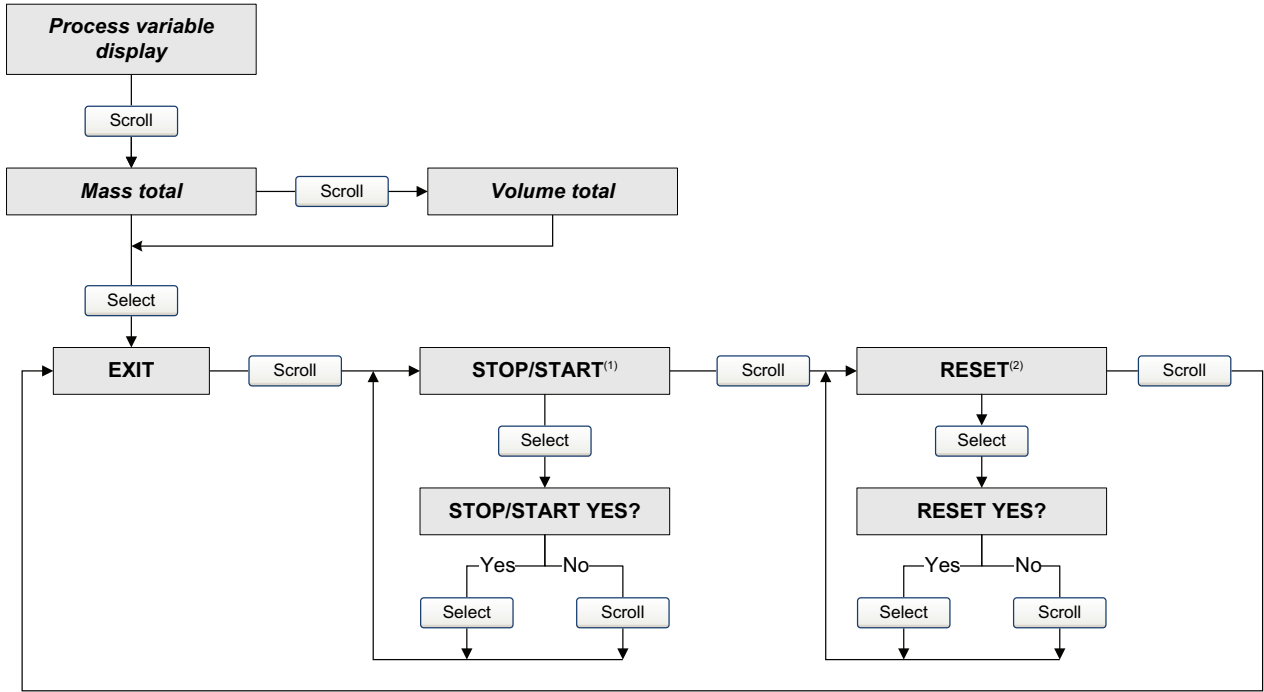 Process variable
display
Scroll
Mass total
Scroll
Volume total
Select
EXIT
Scroll
STOP/START(1)
Scroll
RESET(2)
Scroll
Select
Select
STOP/START YES?
RESET YES?
Yes
No
Yes
No
Select
Scroll
Select
Scroll